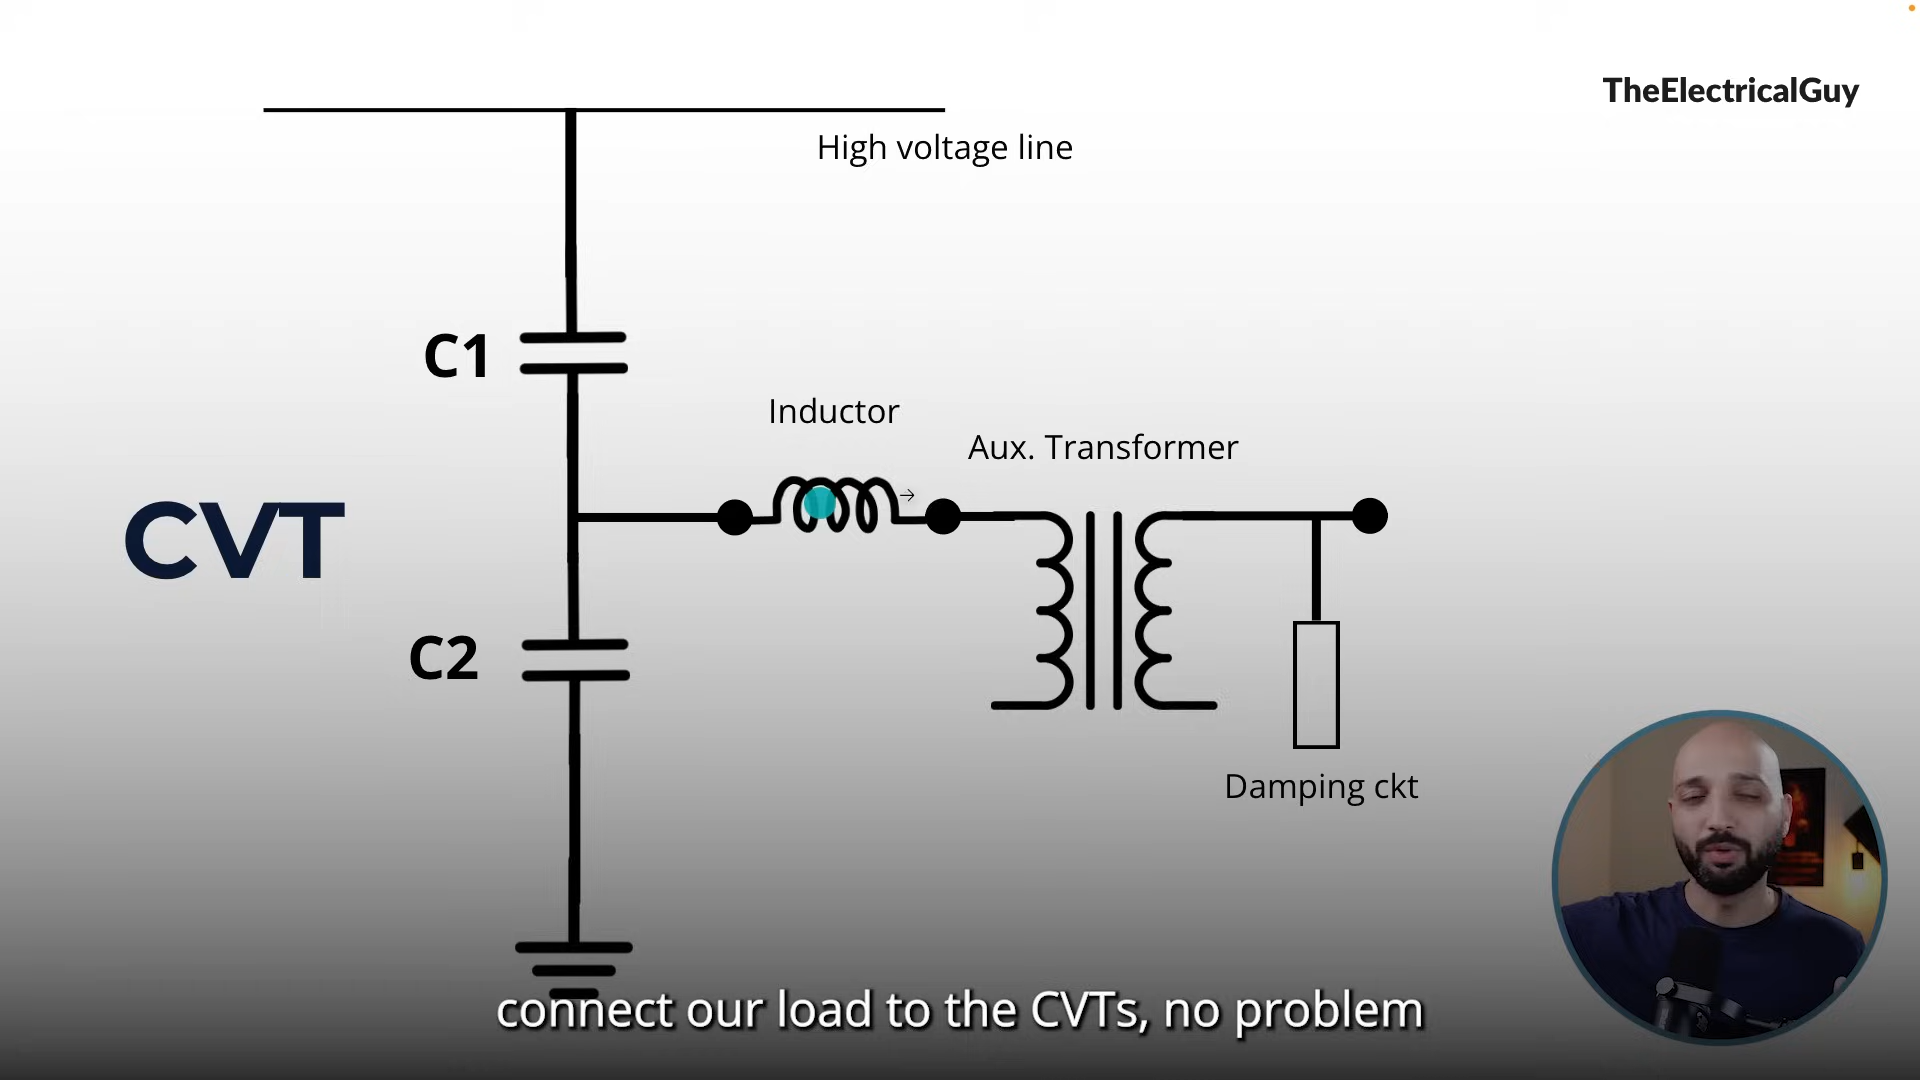 TheElectricalGuy
High voltage line
C1
Inductor
Aux. Transformer
CVT
C2
Damping ckt
connect our load to the CVTs, no problem